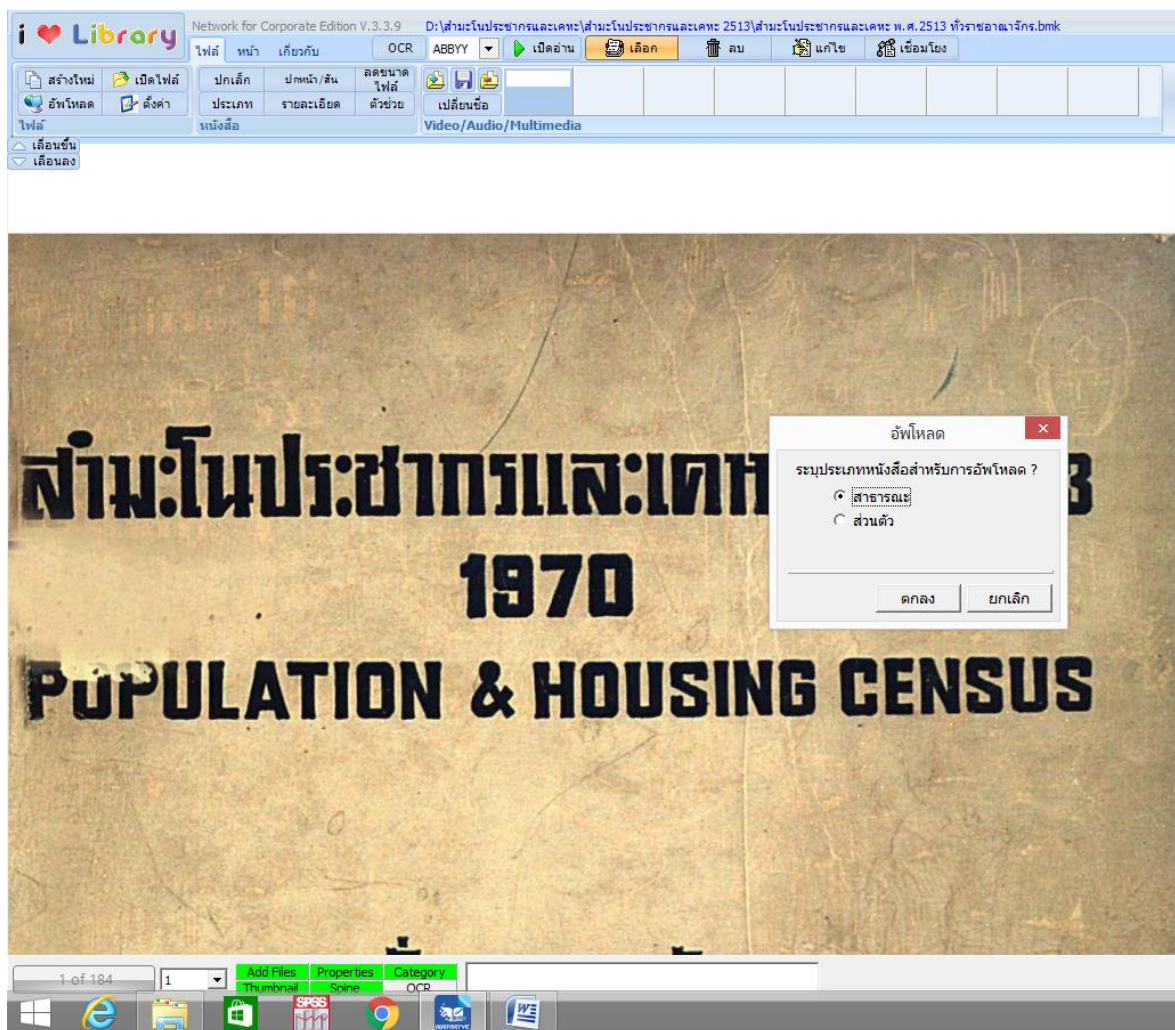 i ❤ Library
Network for Corporate Edition V.3.3.9 D:\สำมะโนประชากรและเคหะ\สำมะโนประชากรและเคหะ 2513\สำมะโนประชากรและเคหะ พ.ศ.2513 ทั่วราชอาณาจักร.bmk
ไฟล์ หน้า เกี่ยวกับ OCR ABBYY เปิดอ่าน เลือก ลบ แก้ไข เชื่อมโยง
สร้างใหม่ เปิดไฟล์ ปกเล็ก ปกหน้า/สัน ลดขนาดไฟล์
อัพโหลด ตั้งค่า ประเภท รายละเอียด ตัวช่วย เปลี่ยนชื่อ
ไฟล์ หนังสือ Video/Audio/Multimedia
เลื่อนขึ้น
เลื่อนลง
อัพโหลด
ระบุประเภทหนังสือสำหรับการอัพโหลด ?
สาธารณะ
ส่วนตัว
ตกลง ยกเลิก
สำมะโนประชากรและเคห 3
1970
POPULATION & HOUSING CENSUS
1 of 184 1 Add Files Properties Category
Thumbnail Spine OCR
SPSS
openserve